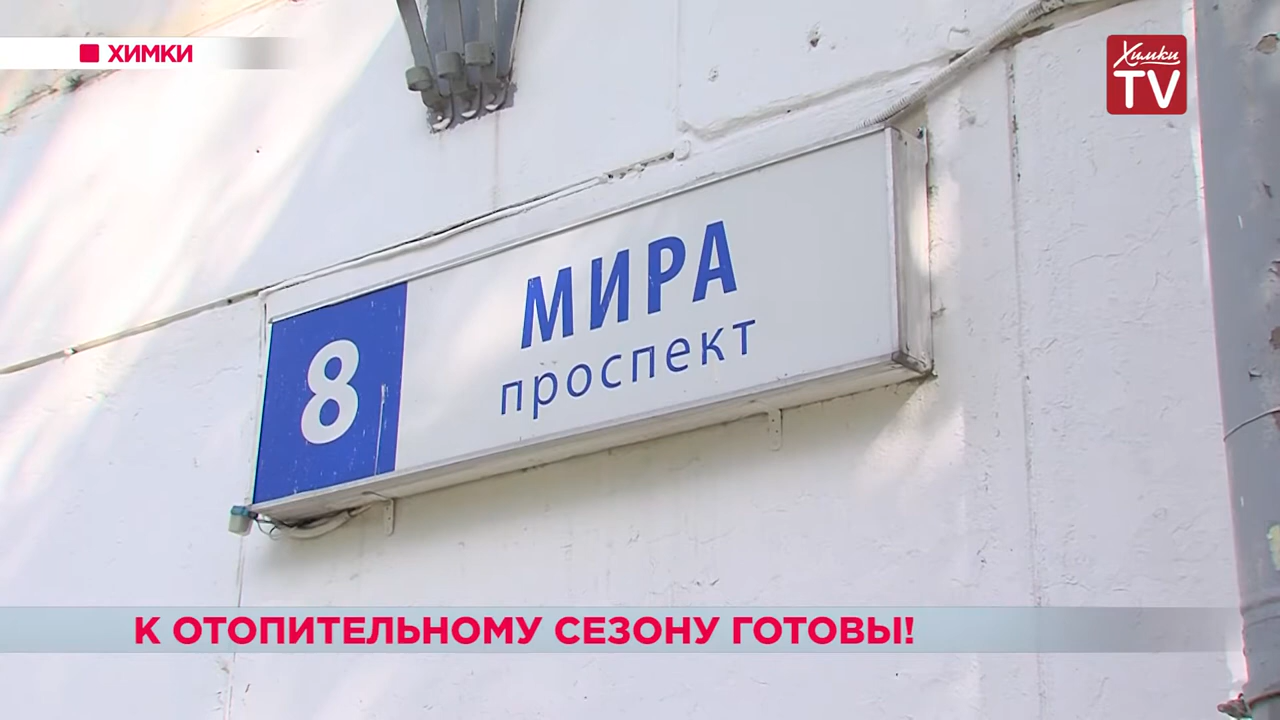 ХИМКИ
Химки
TV
8
МИРА
проспект
К ОТОПИТЕЛЬНОМУ СЕЗОНУ ГОТОВЫ!